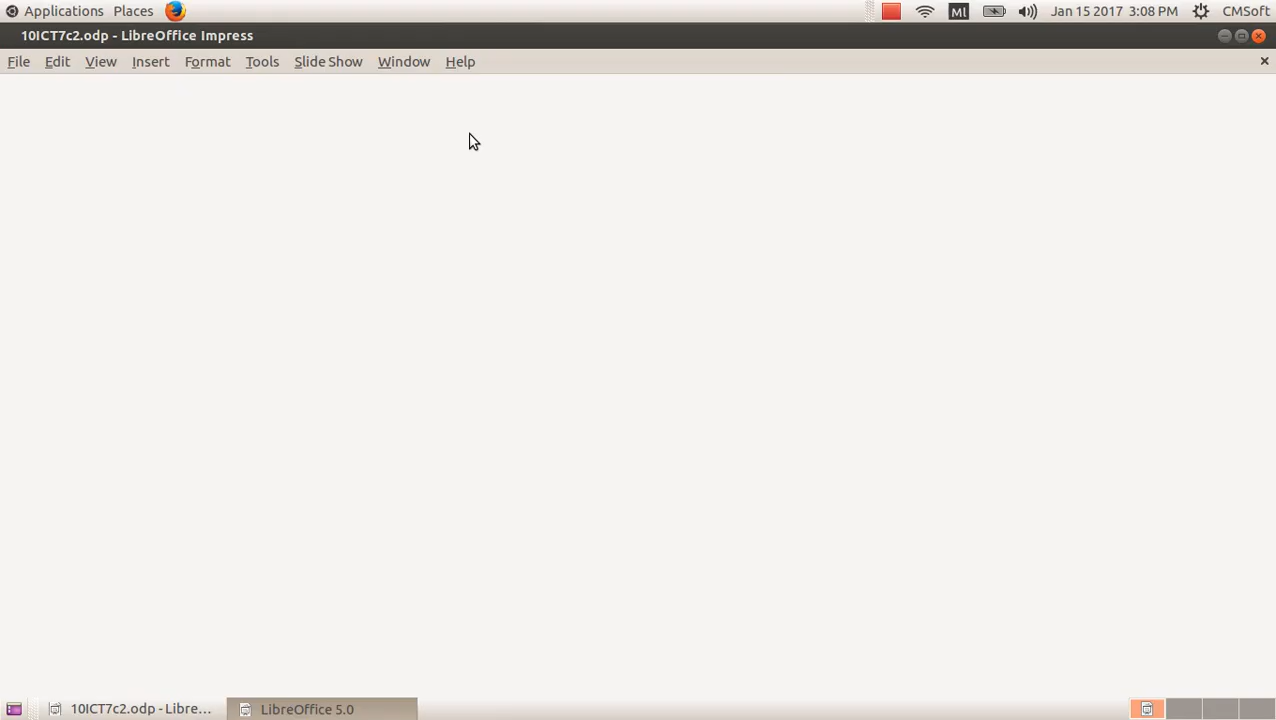 Applications Places Ml Jan 15 2017 3:08 PM CMSoft
10ICT7c2.odp - LibreOffice Impress
File Edit View Insert Format Tools Slide Show Window Help
10ICT7c2.odp - Libre... LibreOffice 5.0